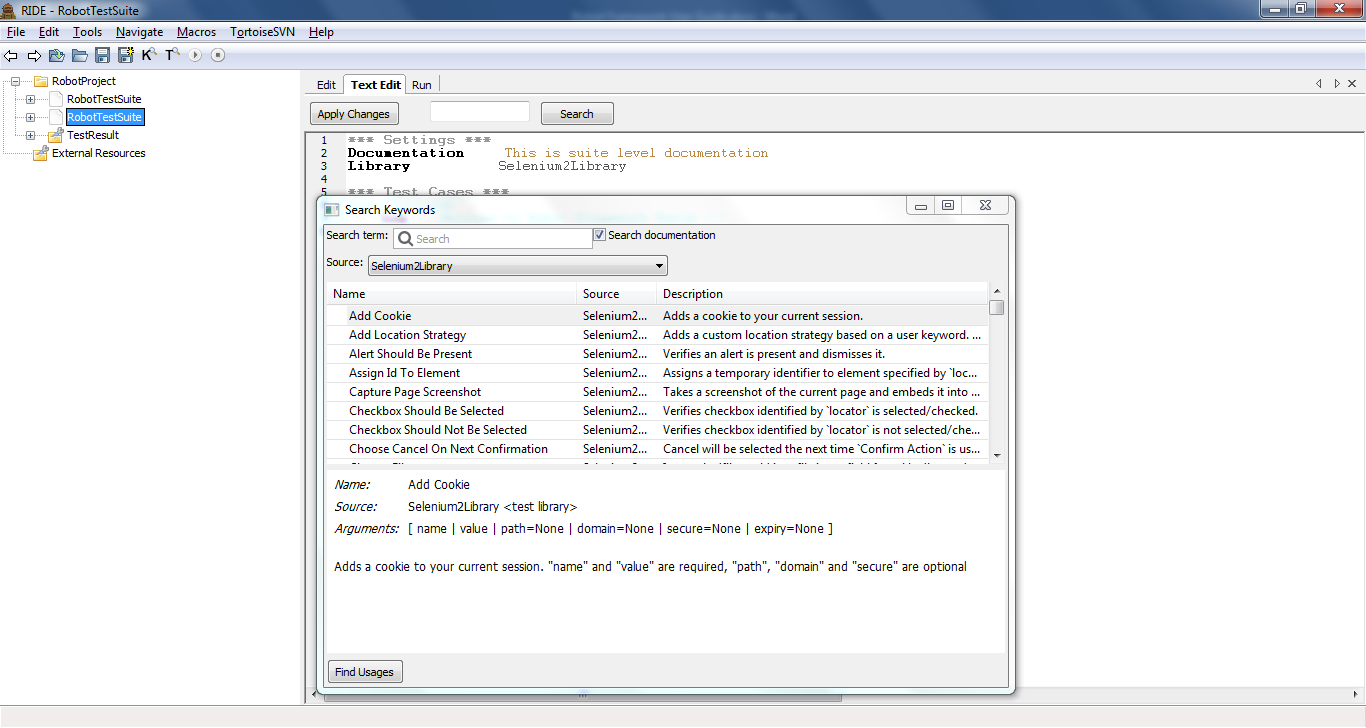 RIDE - RobotTestSuite
File Edit Tools Navigate Macros TortoiseSVN Help
K T
RobotProject
RobotTestSuite
RobotTestSuite
TestResult
External Resources
Edit Text Edit Run
Apply Changes Search
1 *** Settings ***
2 Documentation This is suite level documentation
3 Library Selenium2Library
4
5 *** Test Cases ***
Search Keywords
Search term: Search Search documentation
Source: Selenium2Library
Name Source Description
Add Cookie Selenium2... Adds a cookie to your current session.
Add Location Strategy Selenium2... Adds a custom location strategy based on a user keyword. ...
Alert Should Be Present Selenium2... Verifies an alert is present and dismisses it.
Assign Id To Element Selenium2... Assigns a temporary identifier to element specified by `loc...
Capture Page Screenshot Selenium2... Takes a screenshot of the current page and embeds it into ...
Checkbox Should Be Selected Selenium2... Verifies checkbox identified by `locator` is selected/checked.
Checkbox Should Not Be Selected Selenium2... Verifies checkbox identified by `locator` is not selected/che...
Choose Cancel On Next Confirmation Selenium2... Cancel will be selected the next time `Confirm Action` is us...
Name: Add Cookie
Source: Selenium2Library <test library>
Arguments: [ name | value | path=None | domain=None | secure=None | expiry=None ]
Adds a cookie to your current session. "name" and "value" are required, "path", "domain" and "secure" are optional
Find Usages